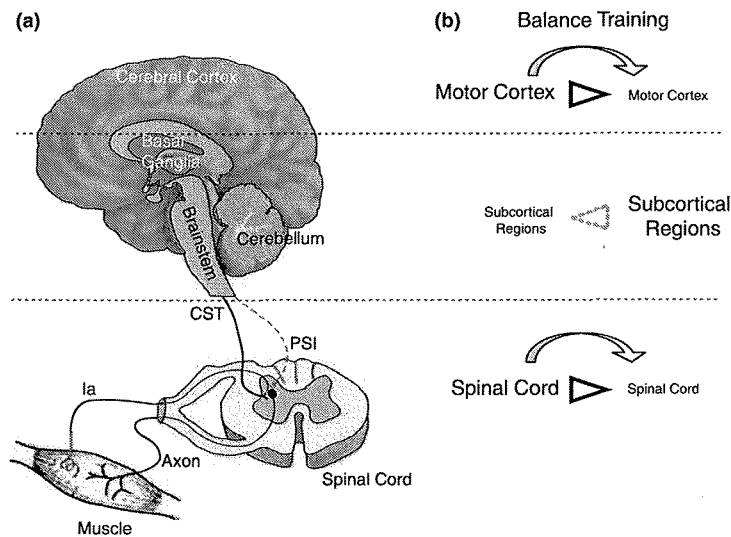 (a)
Cerebral Cortex
Basal
Ganglia
Brainstem
Cerebellum
CST
PSI
Ia
Axon
Spinal Cord
Muscle
(b)
Balance Training
Motor Cortex
Motor Cortex
Subcortical
Regions
Subcortical
Regions
Spinal Cord
Spinal Cord